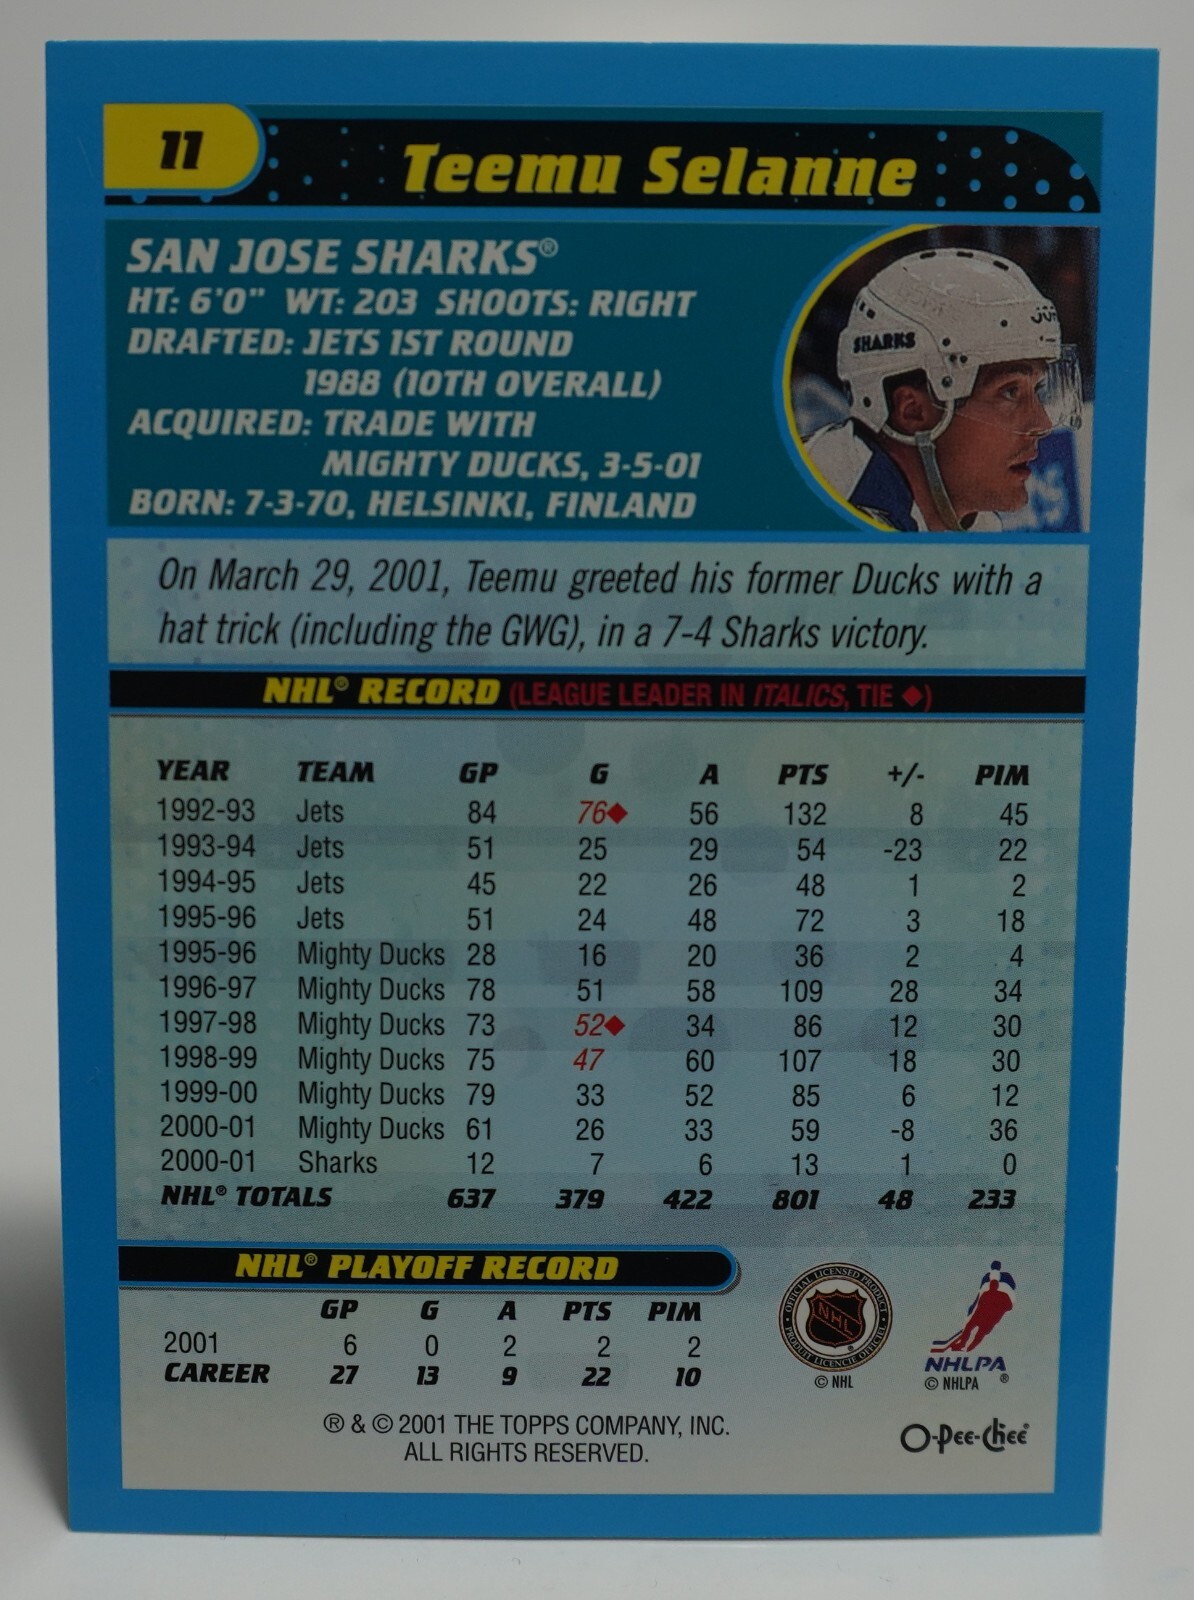 11
Teemu Selanne
SAN JOSE SHARKS®
HT: 6'0" WT: 203 SHOOTS: RIGHT
DRAFTED: JETS 1ST ROUND
1988 (10TH OVERALL)
ACQUIRED: TRADE WITH
MIGHTY DUCKS, 3-5-01
BORN: 7-3-70, HELSINKI, FINLAND
SHARKS
On March 29, 2001, Teemu greeted his former Ducks with a
hat trick (including the GWG), in a 7-4 Sharks victory.
NHL® RECORD (LEAGUE LEADER IN ITALICS, TIE ◆)
YEAR TEAM GP G A PTS +/- PIM
1992-93 Jets 84 76◆ 56 132 8 45
1993-94 Jets 51 25 29 54 -23 22
1994-95 Jets 45 22 26 48 1 2
1995-96 Jets 51 24 48 72 3 18
1995-96 Mighty Ducks 28 16 20 36 2 4
1996-97 Mighty Ducks 78 51 58 109 28 34
1997-98 Mighty Ducks 73 52◆ 34 86 12 30
1998-99 Mighty Ducks 75 47 60 107 18 30
1999-00 Mighty Ducks 79 33 52 85 6 12
2000-01 Mighty Ducks 61 26 33 59 -8 36
2000-01 Sharks 12 7 6 13 1 0
NHL® TOTALS 637 379 422 801 48 233
NHL® PLAYOFF RECORD
GP G A PTS PIM
2001 6 0 2 2 2
CAREER 27 13 9 22 10
OFFICIAL LICENSED PRODUCT
NHL
PRODUIT LICENCIÉ OFFICIEL
© NHL
NHLPA
© NHLPA ®
® & © 2001 THE TOPPS COMPANY, INC.
ALL RIGHTS RESERVED.
O-Pee-Chee®